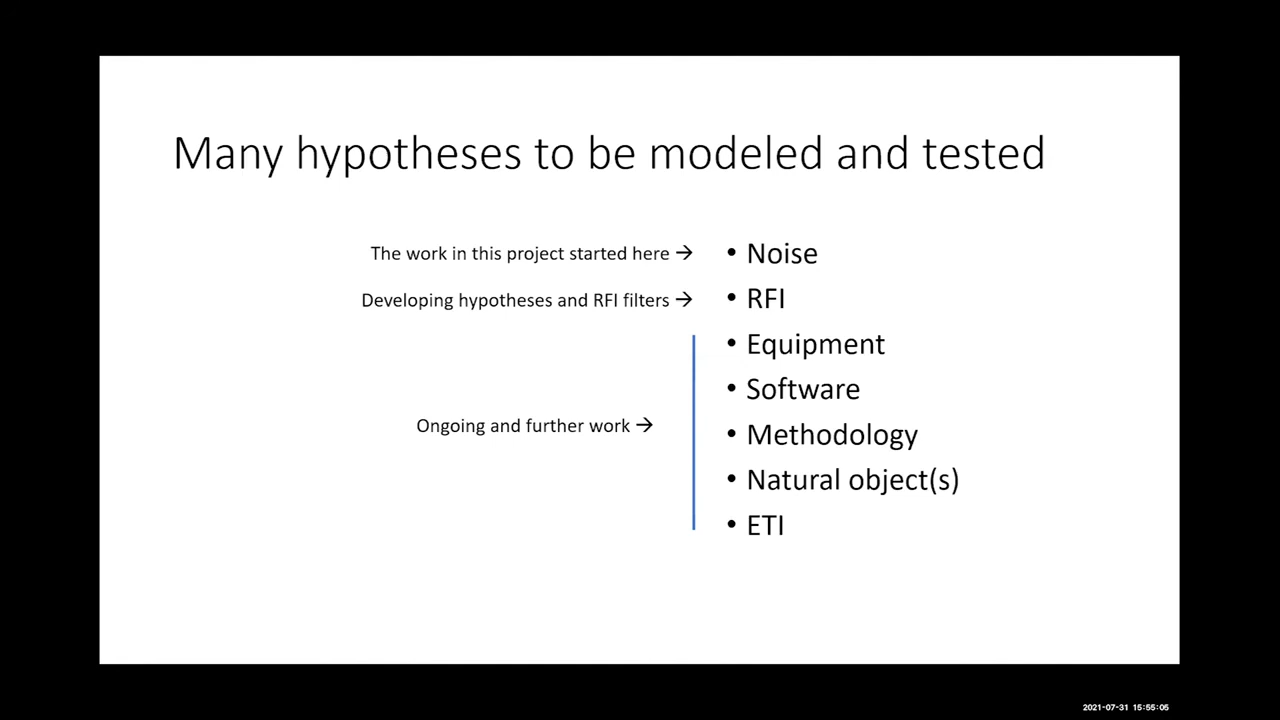 Many hypotheses to be modeled and tested
The work in this project started here →
• Noise
Developing hypotheses and RFI filters →
• RFI
• Equipment
• Software
Ongoing and further work →
• Methodology
• Natural object(s)
• ETI
2021-07-31 15:55:05